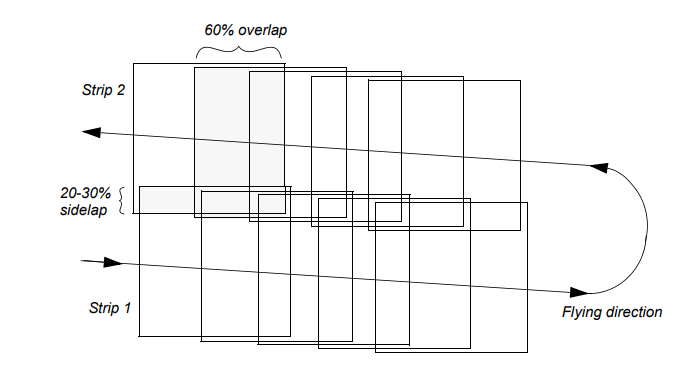 60% overlap
Strip 2
20-30%
sidelap
Strip 1
Flying direction